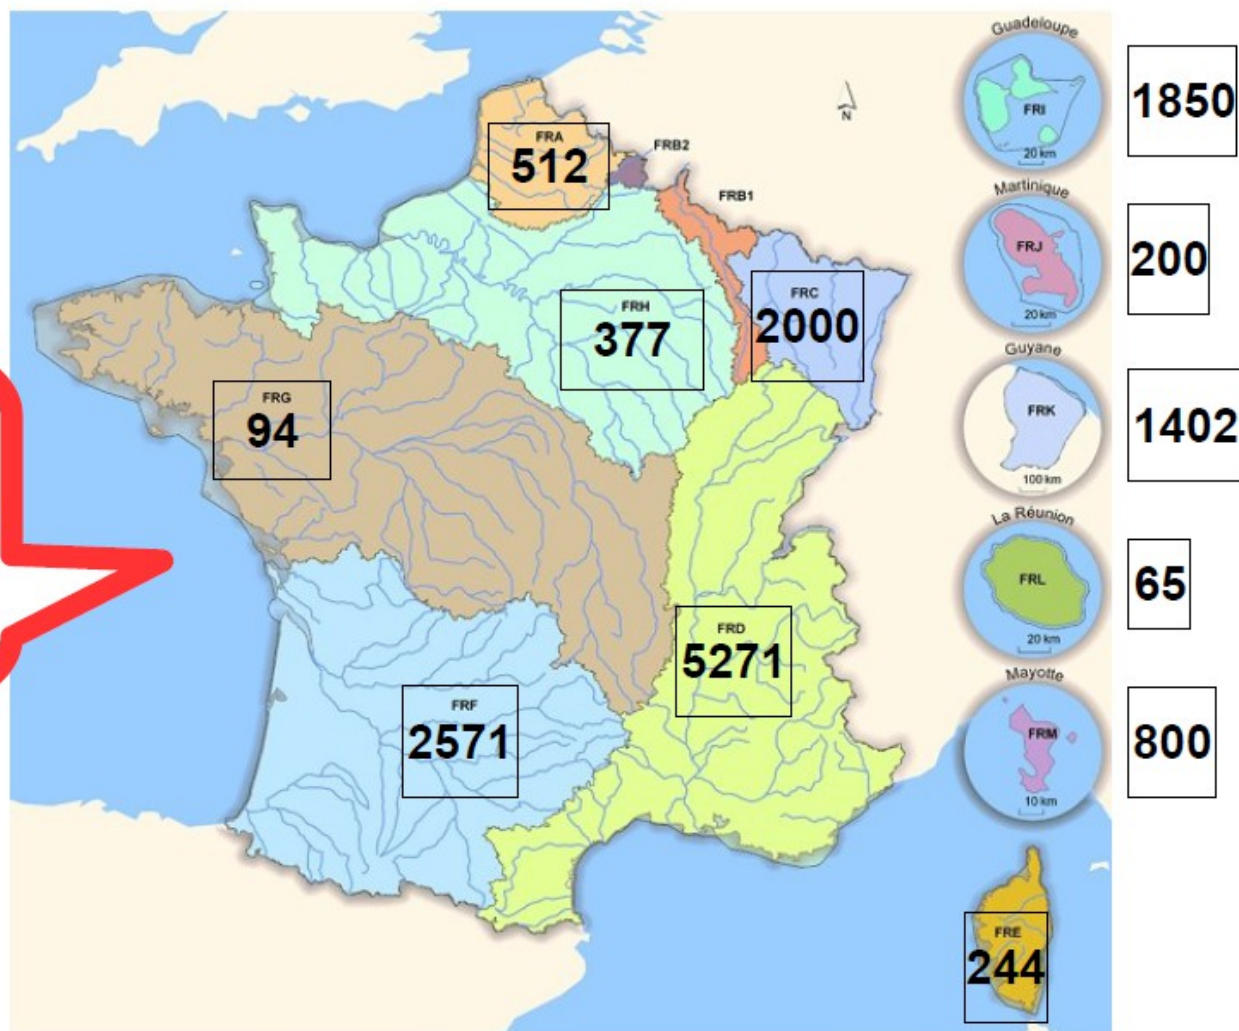 Guadeloupe
FRI
20 km
1850
N
FRA
512
FRB2
FRB1
Martinique
FRJ
20 km
200
FRC
2000
FRH
377
Guyane
FRK
100 km
1402
FRG
94
La Réunion
FRL
20 km
65
FRD
5271
FRF
2571
Mayotte
FRM
10 km
800
FRE
244